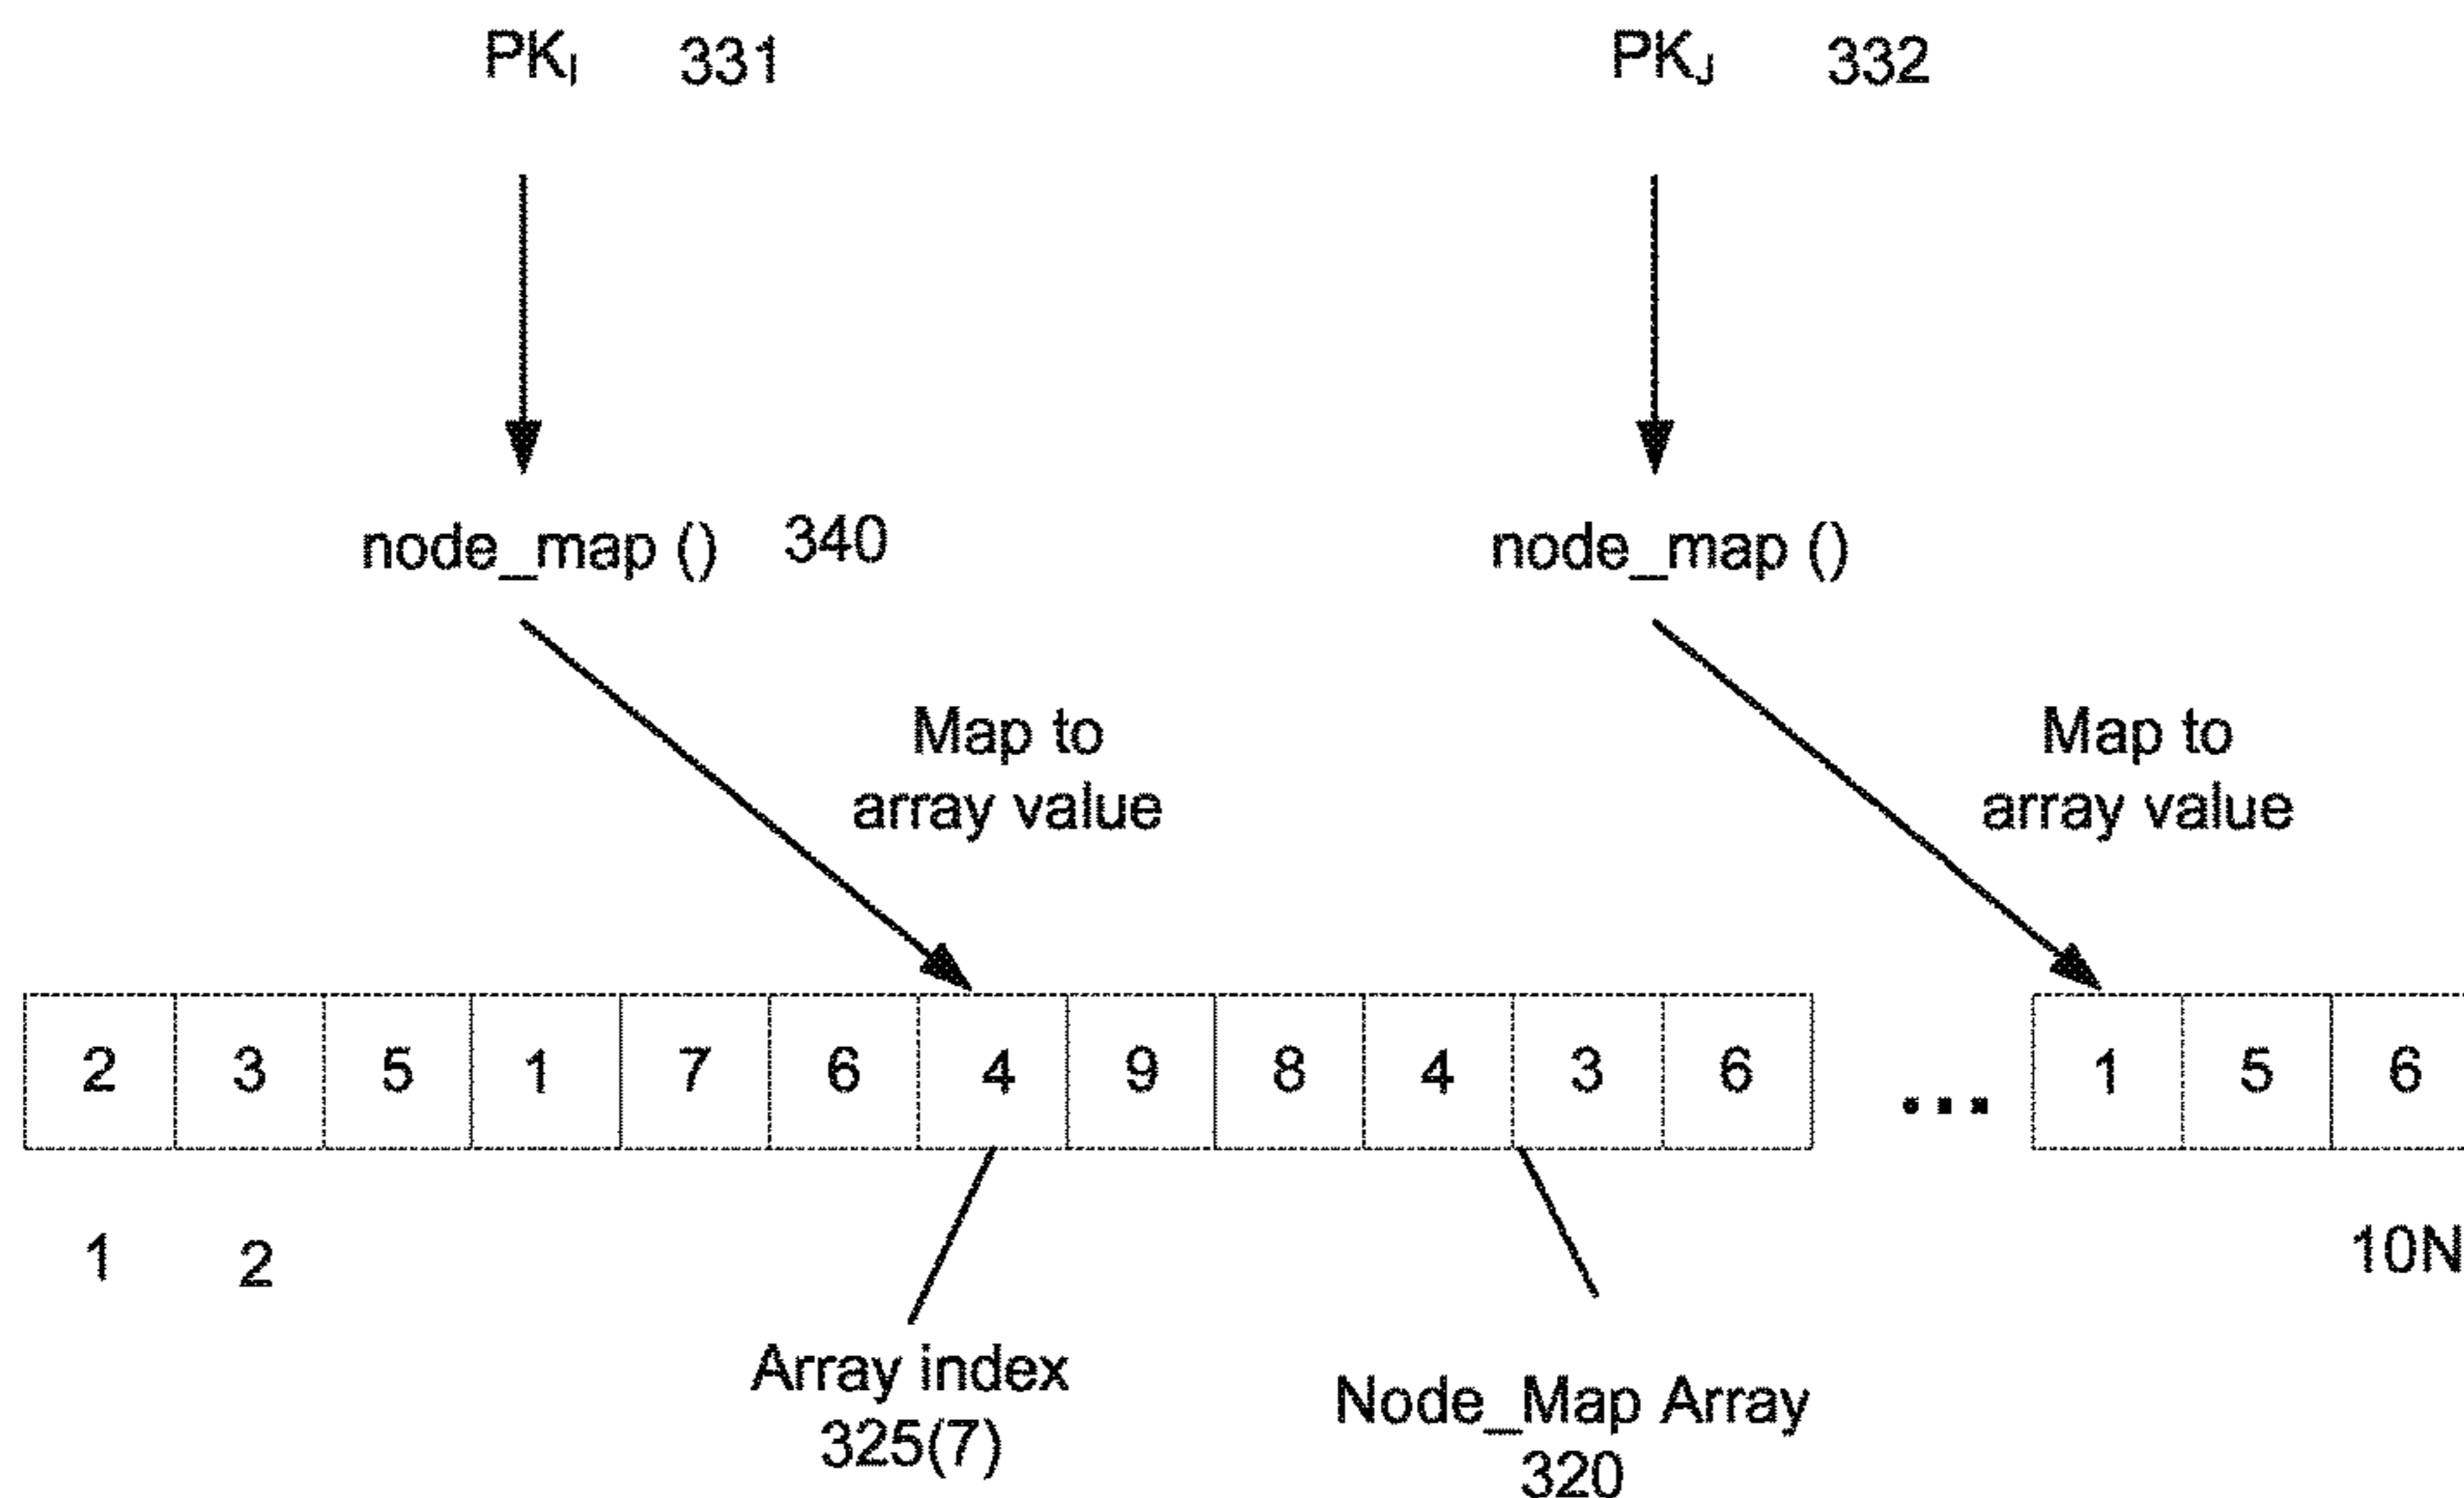 PKI 331 PKJ 332
node_map () 340 node_map ()
Map to Map to
array value array value
2 3 5 1 7 6 4 9 8 4 3 6 ... 1 5 6
1 2 10N
Array index
325(7)
Node_Map Array
320